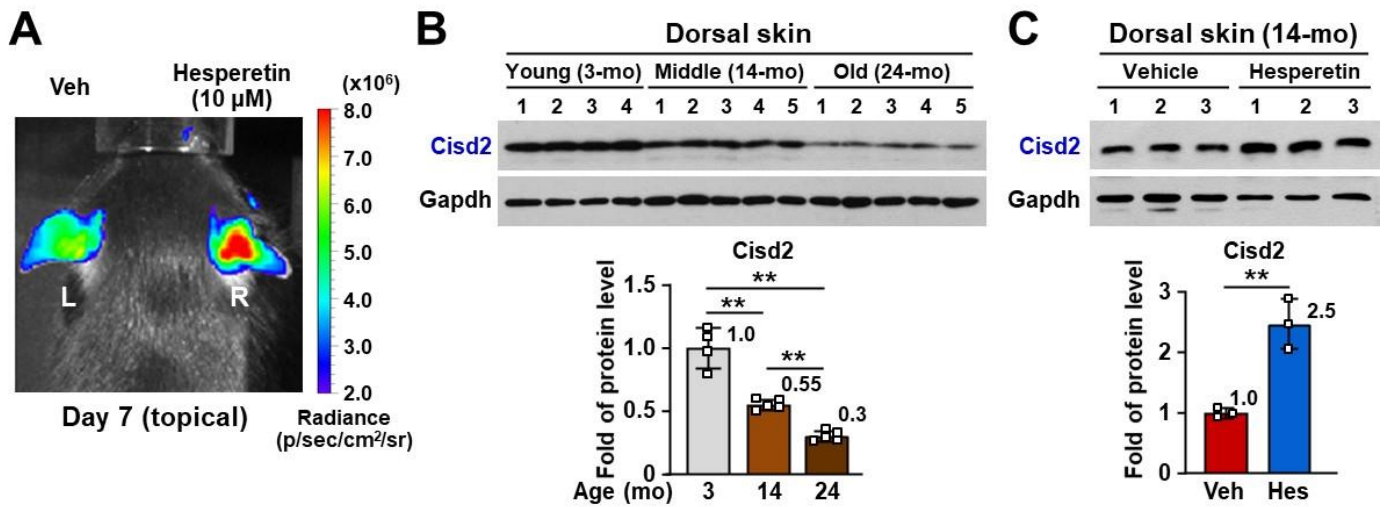 A
Veh
Hesperetin
(10 µM)
(x10⁶)
8.0
7.0
6.0
5.0
4.0
3.0
2.0
L
R
Day 7 (topical)
Radiance
(p/sec/cm²/sr)
B
Dorsal skin
Young (3-mo) Middle (14-mo) Old (24-mo)
1 2 3 4 1 2 3 4 5 1 2 3 4 5
Cisd2
Gapdh
Cisd2
Fold of protein level
1.5
1.0
0.5
0
**
**
**
1.0
0.55
0.3
Age (mo) 3 14 24
C
Dorsal skin (14-mo)
Vehicle Hesperetin
1 2 3 1 2 3
Cisd2
Gapdh
Cisd2
Fold of protein level
3
2
1
0
**
1.0
2.5
Veh Hes